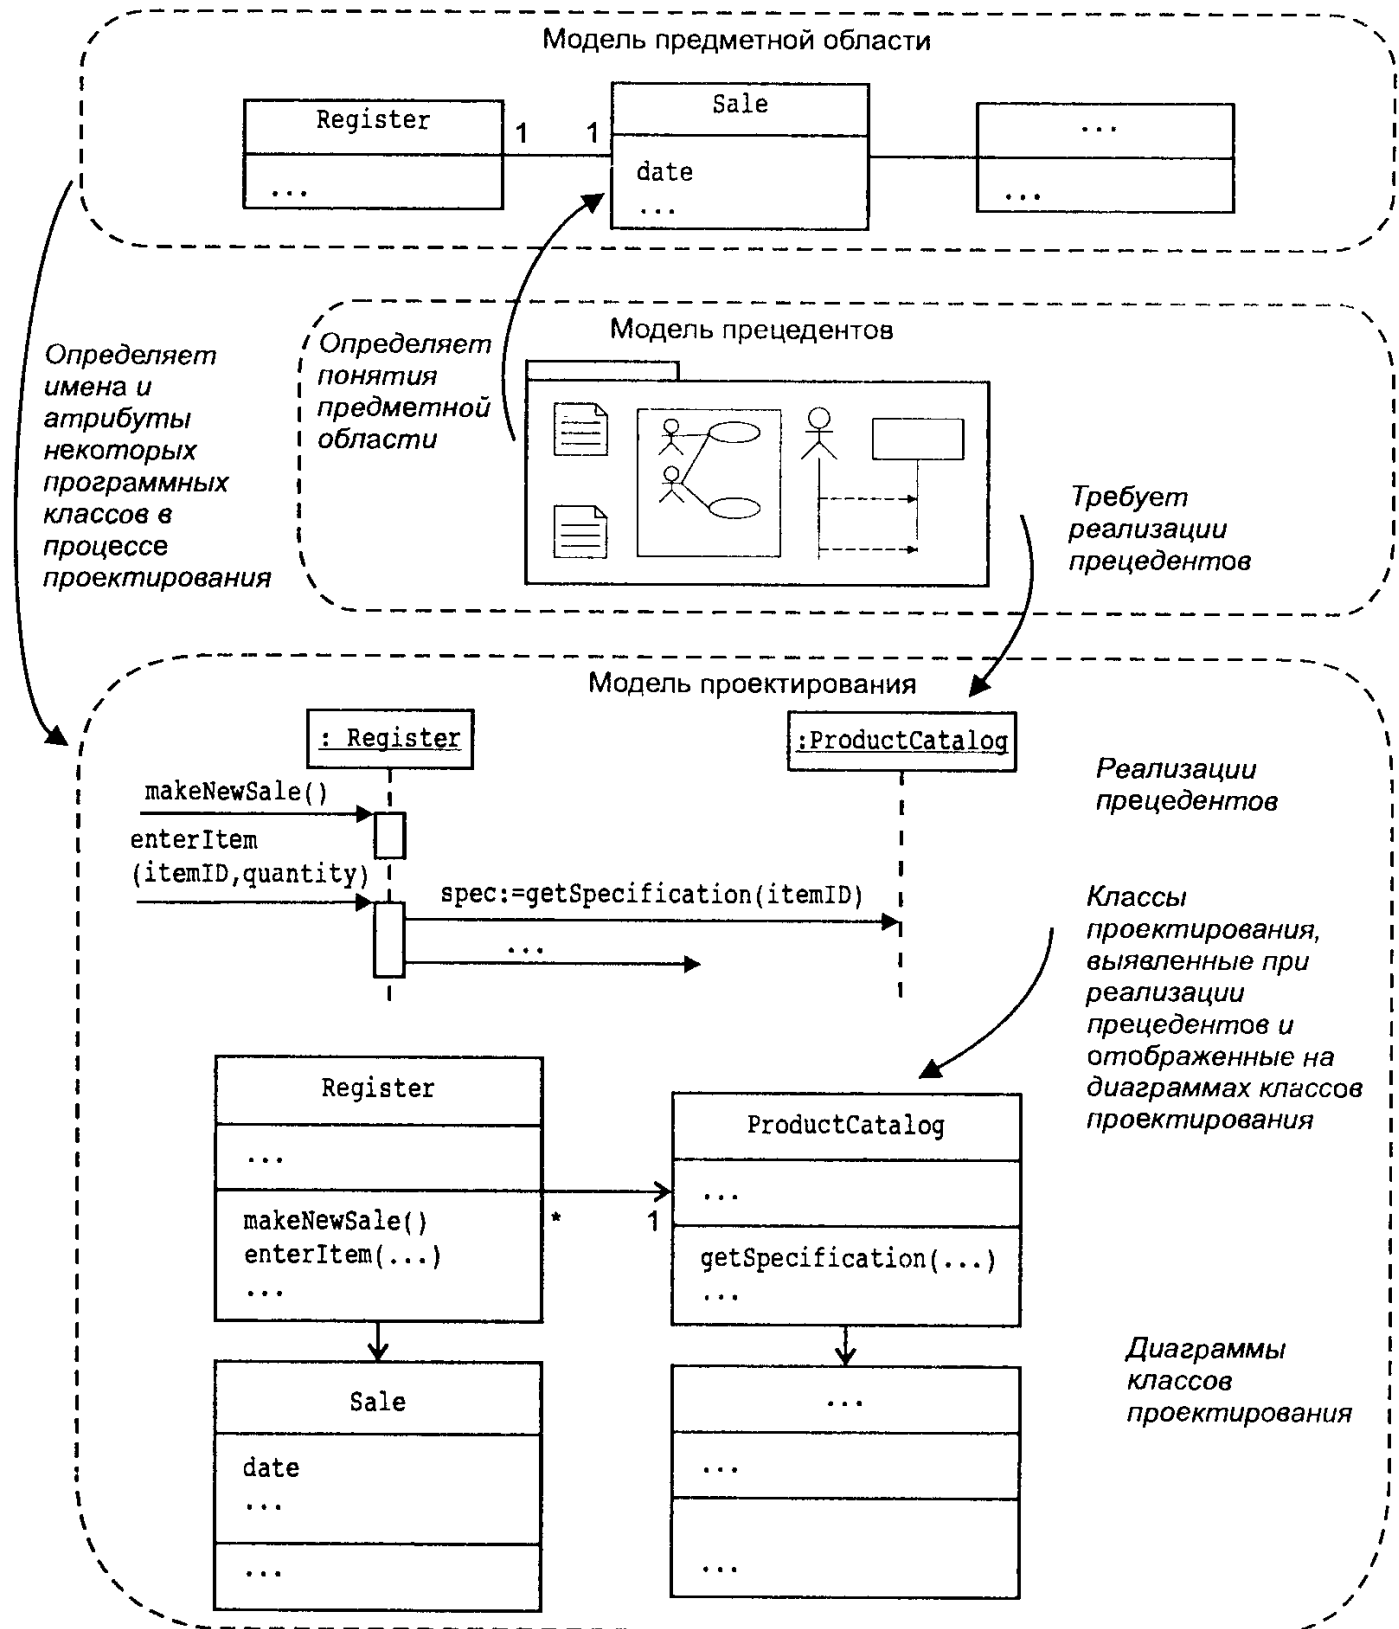 Модель предметной области
Register
1
1
...
Sale
date
...
...
...
Определяет
имена и
атрибуты
некоторых
программных
классов в
процессе
проектирования
Определяет
понятия
предметной
области
Модель прецедентов
Требует
реализации
прецедентов
Модель проектирования
: Register
:ProductCatalog
makeNewSale()
enterItem
(itemID,quantity)
spec:=getSpecification(itemID)
...
Реализации
прецедентов
Классы
проектирования,
выявленные при
реализации
прецедентов и
отображенные на
диаграммах классов
проектирования
Register
...
makeNewSale()
enterItem(...)
...
*
1
ProductCatalog
...
getSpecification(...)
...
Sale
date
...
...
...
...
...
Диаграммы
классов
проектирования